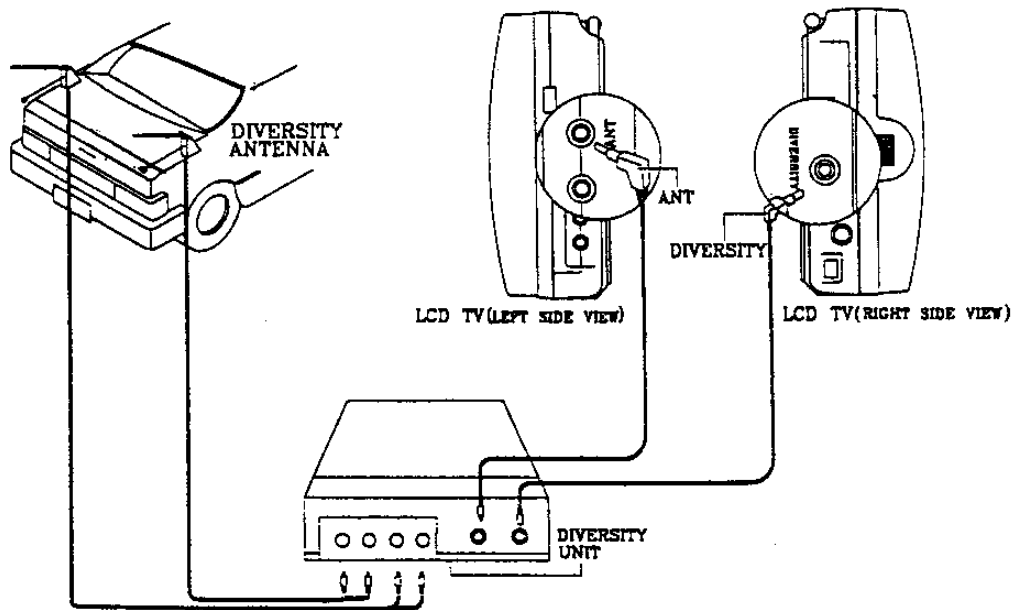 DIVERSITY
ANTENNA
ANT
ANT
DIVERSITY
DIVERSITY
LCD TV(LEFT SIDE VIEW)
LCD TV(RIGHT SIDE VIEW)
DIVERSITY
UNIT